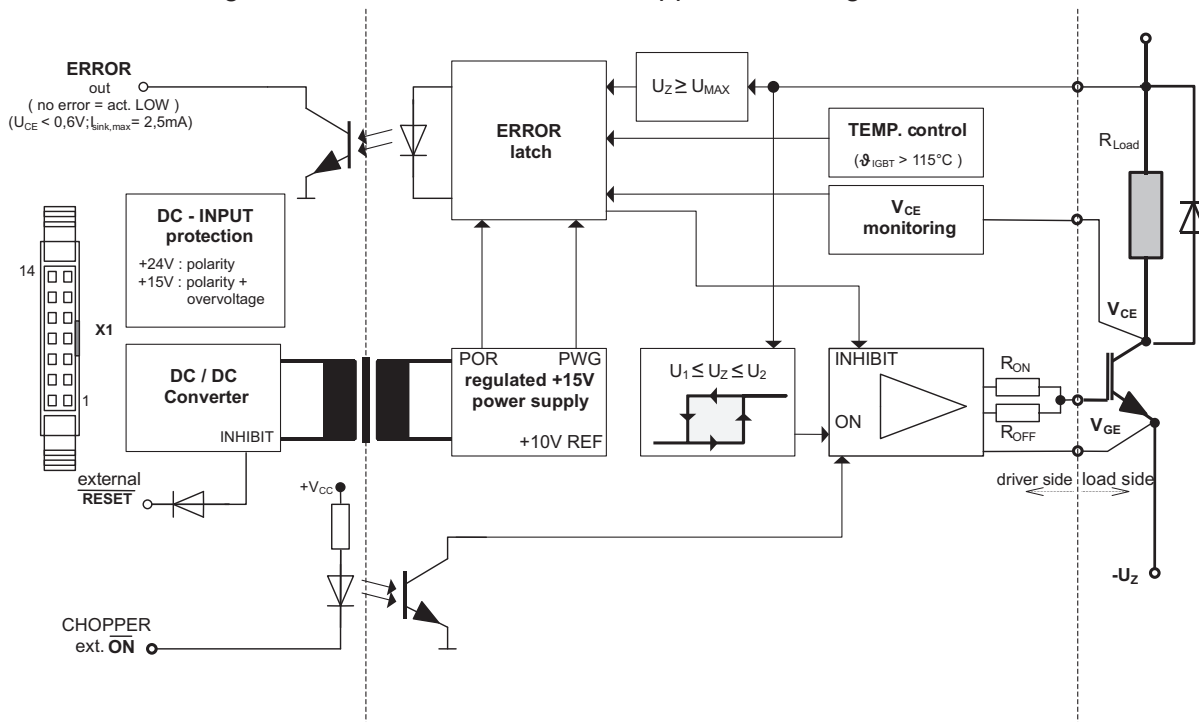 ERROR
out
( no error = act. LOW )
(UCE < 0,6V;Isink,max= 2,5mA)
DC - INPUT
protection
+24V : polarity
+15V : polarity +
overvoltage
14
X1
1
DC / DC
Converter
INHIBIT
external
RESET
+VCC
CHOPPER
ext. ON
ERROR
latch
UZ ≥ UMAX
TEMP. control
(ϑIGBT > 115°C )
VCE
monitoring
POR PWG
regulated +15V
power supply
+10V REF
U1 ≤ UZ ≤ U2
INHIBIT
ON
RON
ROFF
RLoad
VCE
VGE
driver side
load side
-UZ